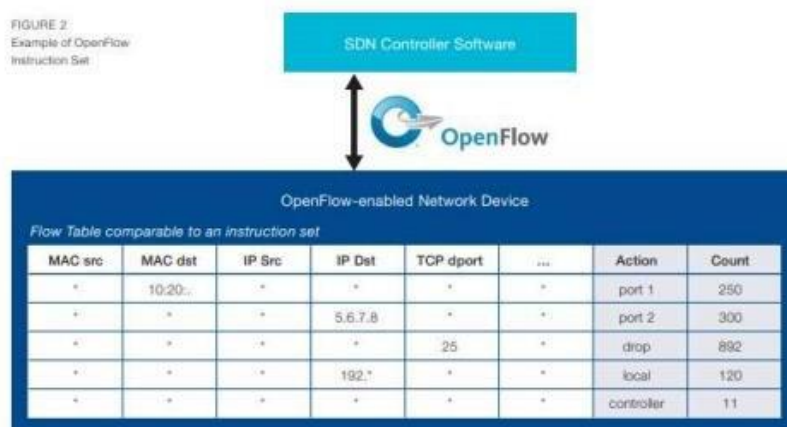 FIGURE 2
Example of OpenFlow
Instruction Set
SDN Controller Software
OpenFlow
OpenFlow-enabled Network Device
Flow Table comparable to an instruction set
MAC src MAC dst IP Src IP Dst TCP dport ... Action Count
* 10:20:. * * * * port 1 250
* * * 5.6.7.8 * * port 2 300
* * * * 25 * drop 892
* * * 192.* * * local 120
* * * * * * controller 11